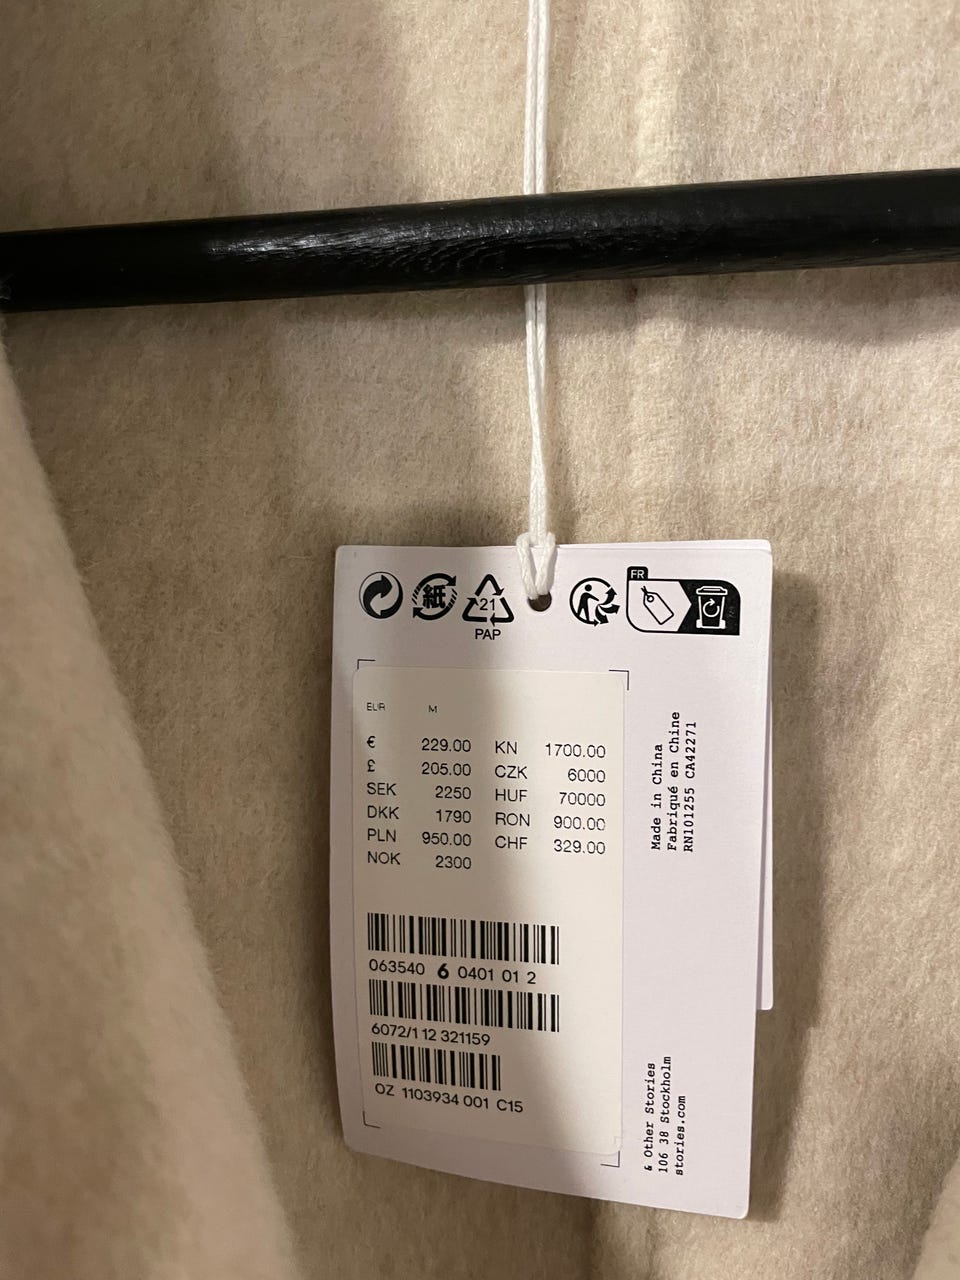 紙
21
PAP
FR
EUR M
€ 229.00 KN 1700.00
£ 205.00 CZK 6000
SEK 2250 HUF 70000
DKK 1790 RON 900.00
PLN 950.00 CHF 329.00
NOK 2300
063540 6 0401 01 2
6072/1 12 321159
OZ 1103934 001 C15
Made in China
Fabriqué en Chine
RN101255 CA42271
& Other Stories
106 38 Stockholm
stories.com